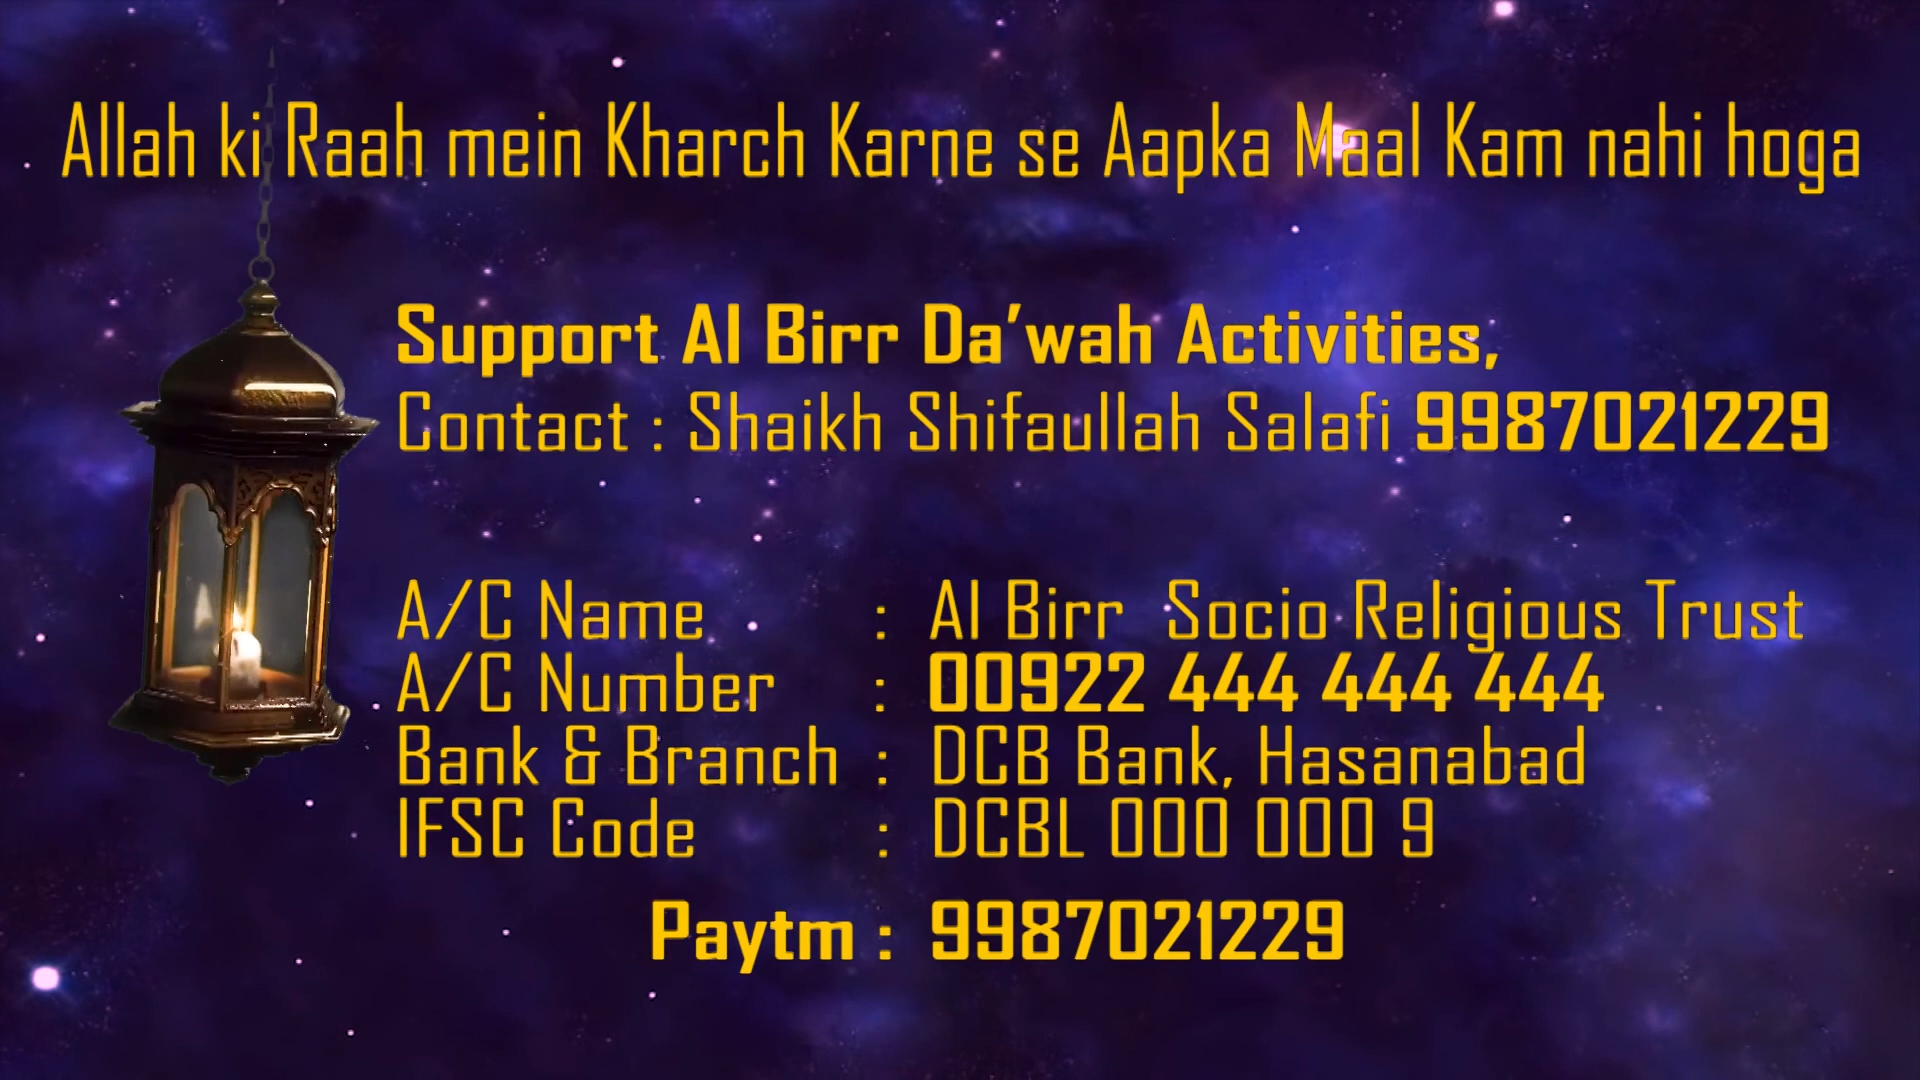 Allah ki Raah mein Kharch Karne se Aapka Maal Kam nahi hoga
Support Al Birr Da’wah Activities,
Contact : Shaikh Shifaullah Salafi 9987021229
A/C Name : Al Birr Socio Religious Trust
A/C Number : 00922 444 444 444
Bank & Branch : DCB Bank, Hasanabad
IFSC Code : DCBL 000 000 9
Paytm : 9987021229